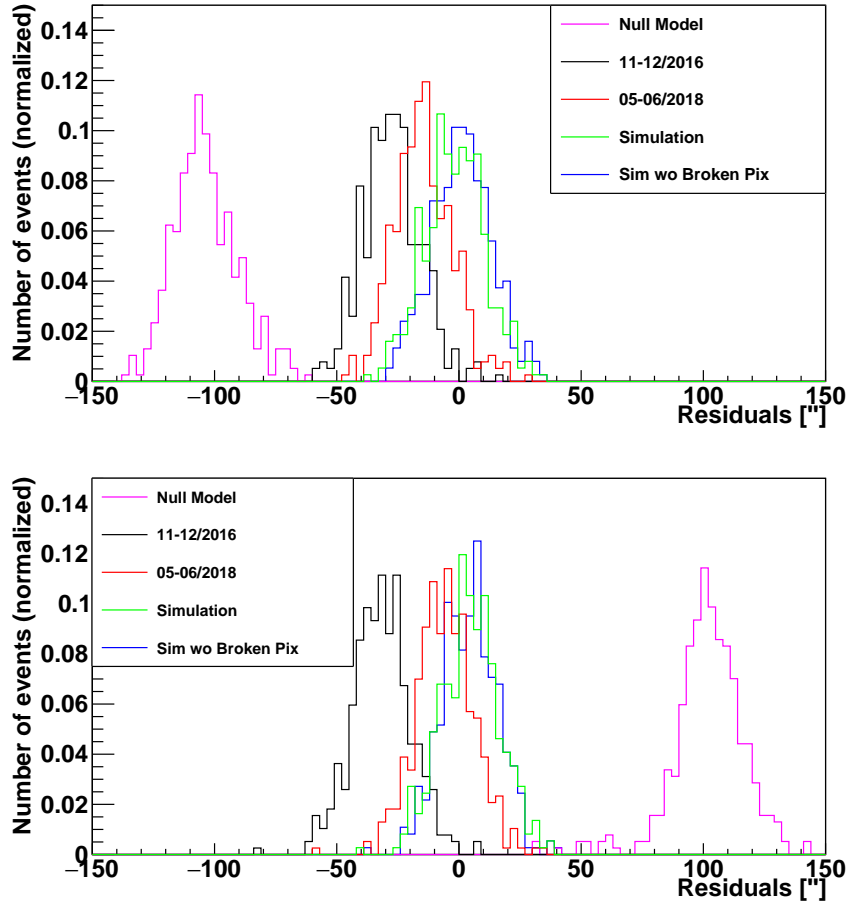 Number of events (normalized)
0.14
0.12
0.1
0.08
0.06
0.04
0.02
0
Null Model
11-12/2016
05-06/2018
Simulation
Sim wo Broken Pix
−150 −100 −50 0 50 100 150
Residuals ["]
Number of events (normalized)
0.14
0.12
0.1
0.08
0.06
0.04
0.02
0
Null Model
11-12/2016
05-06/2018
Simulation
Sim wo Broken Pix
−150 −100 −50 0 50 100 150
Residuals ["]